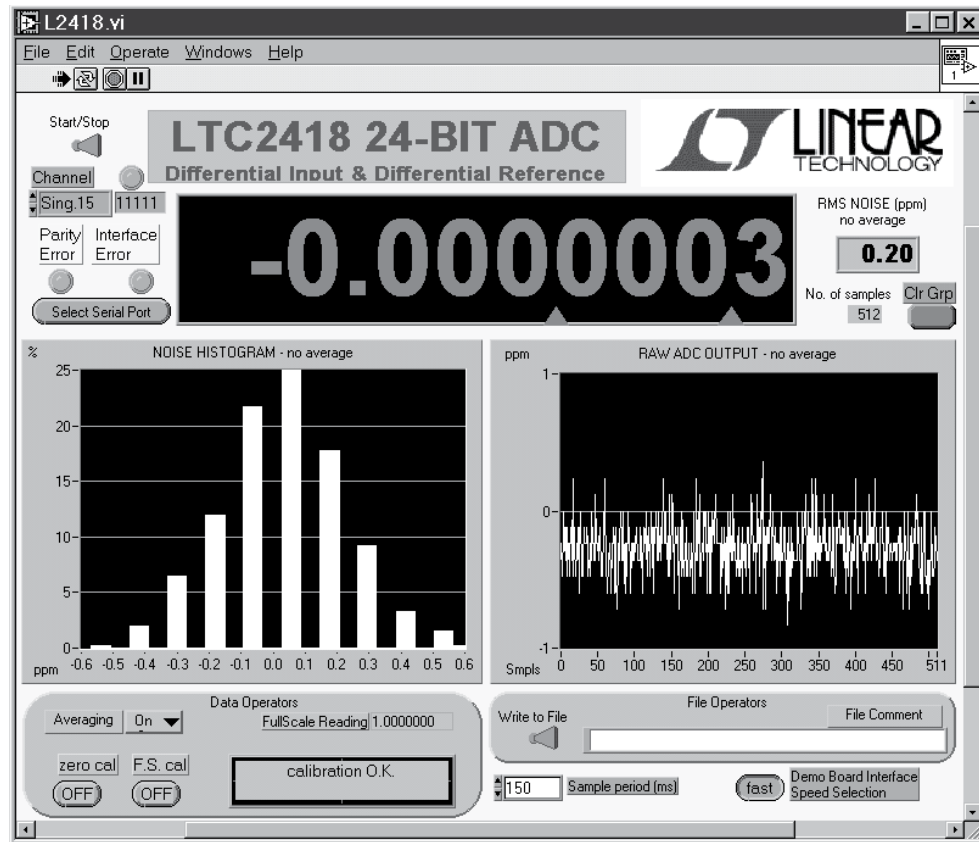 L2418.vi
File Edit Operate Windows Help
1
Start/Stop
LTC2418 24-BIT ADC
Differential Input & Differential Reference
LINEAR
TECHNOLOGY
Channel
Sing.15 11111
Parity Error
Interface Error
Select Serial Port
-0.0000003
RMS NOISE (ppm)
no average
0.20
No. of samples
512
Clr Grp
% NOISE HISTOGRAM - no average
25
20
15
10
5
0
ppm
-0.6 -0.5 -0.4 -0.3 -0.2 -0.1 0.0 0.1 0.2 0.3 0.4 0.5 0.6
ppm RAW ADC OUTPUT - no average
1
0
-1
Smpls
0 50 100 150 200 250 300 350 400 450 511
Data Operators
Averaging On
FullScale Reading 1.0000000
zero cal F.S. cal
OFF OFF
calibration O.K.
File Operators
Write to File
File Comment
150 Sample period (ms)
fast
Demo Board Interface
Speed Selection